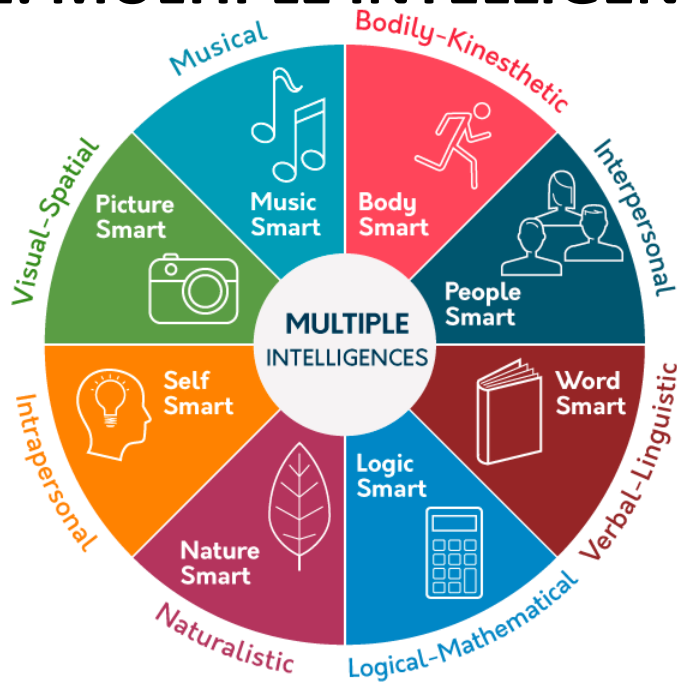 MULTIPLE
Musical
Bodily-Kinesthetic
Interpersonal
Verbal-Linguistic
Logical-Mathematical
Naturalistic
Intrapersonal
Visual-Spatial
Music
Smart
Body
Smart
People
Smart
Word
Smart
Logic
Smart
Nature
Smart
Self
Smart
Picture
Smart
MULTIPLE
INTELLIGENCES